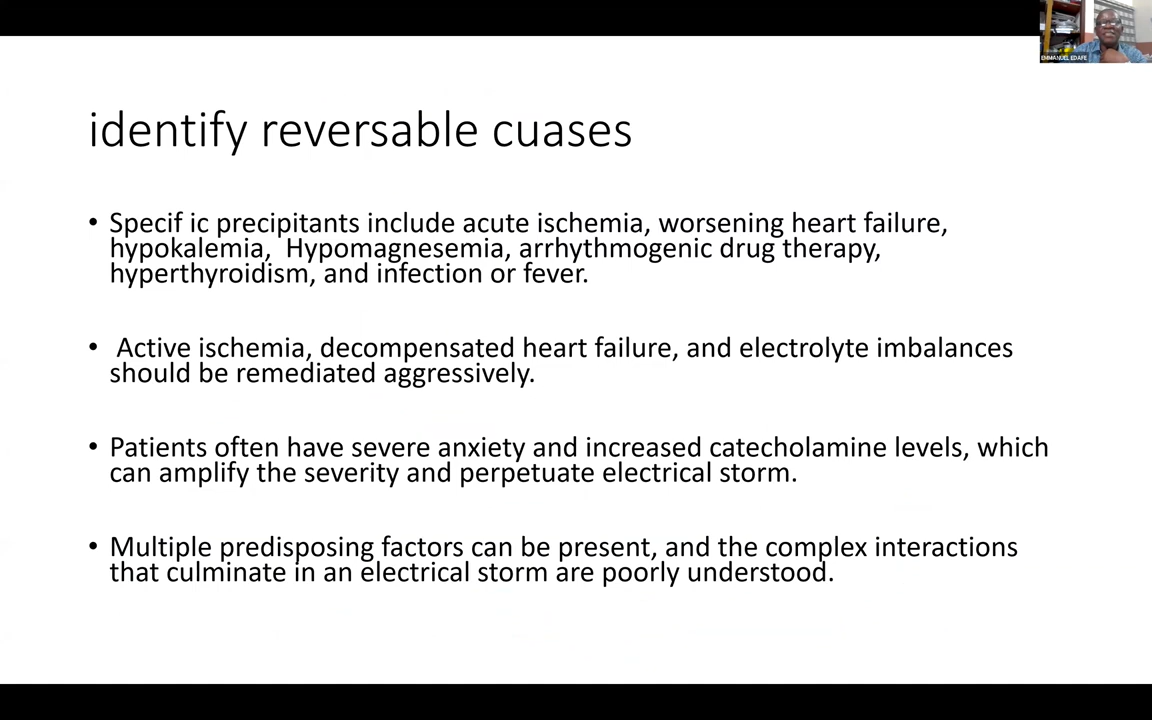 EMMANUEL EDAFE
identify reversable cuases
• Specif ic precipitants include acute ischemia, worsening heart failure,
hypokalemia,  Hypomagnesemia, arrhythmogenic drug therapy,
hyperthyroidism, and infection or fever.
•  Active ischemia, decompensated heart failure, and electrolyte imbalances
should be remediated aggressively.
• Patients often have severe anxiety and increased catecholamine levels, which
can amplify the severity and perpetuate electrical storm.
• Multiple predisposing factors can be present, and the complex interactions
that culminate in an electrical storm are poorly understood.